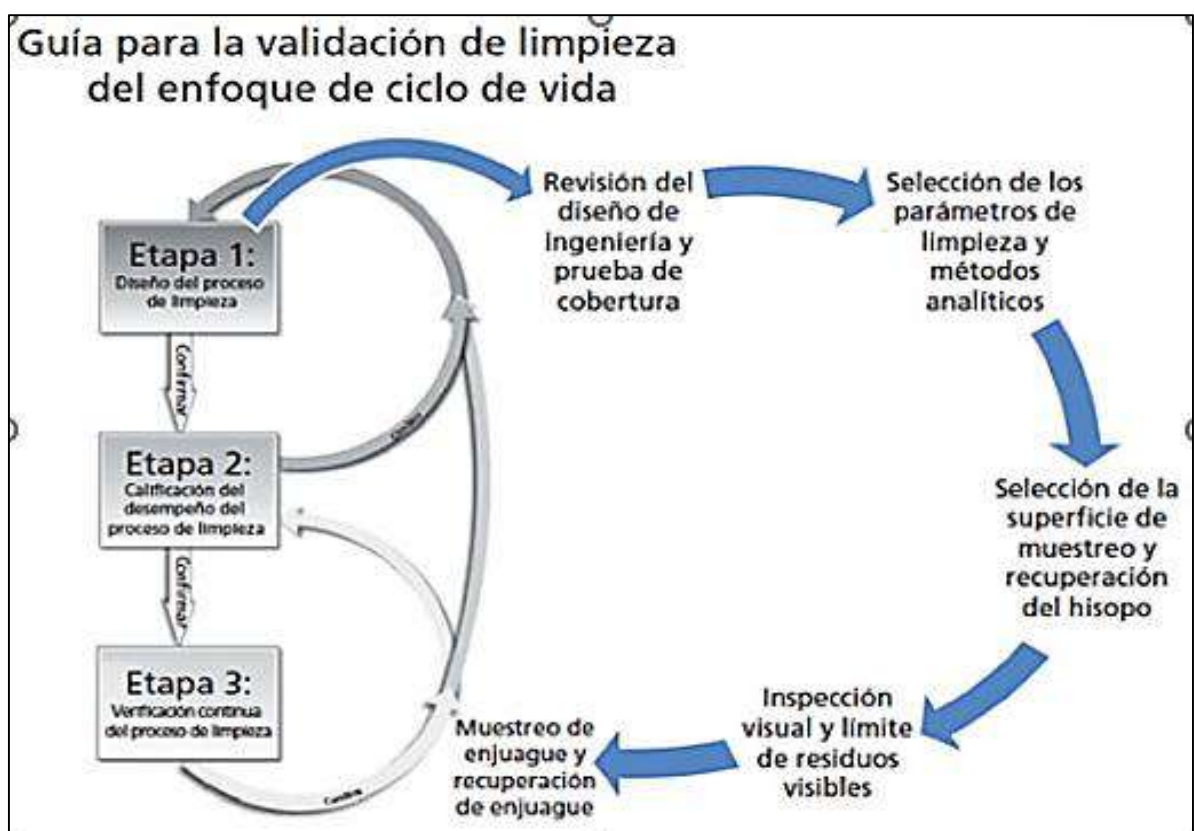 Guía para la validación de limpieza
del enfoque de ciclo de vida
Etapa 1:
Diseño del proceso
de limpieza
Confirmar
Etapa 2:
Calificación del
desempeño del
proceso de limpieza
Confirmar
Etapa 3:
Verificación continua
del proceso de limpieza
Revisión del
diseño de
ingeniería y
prueba de
cobertura
Selección de los
parámetros de
limpieza y
métodos
analíticos
Selección de la
superficie de
muestreo y
recuperación
del hisopo
Inspección
visual y límite
de residuos
visibles
Muestreo de
enjuague y
recuperación
de enjuague